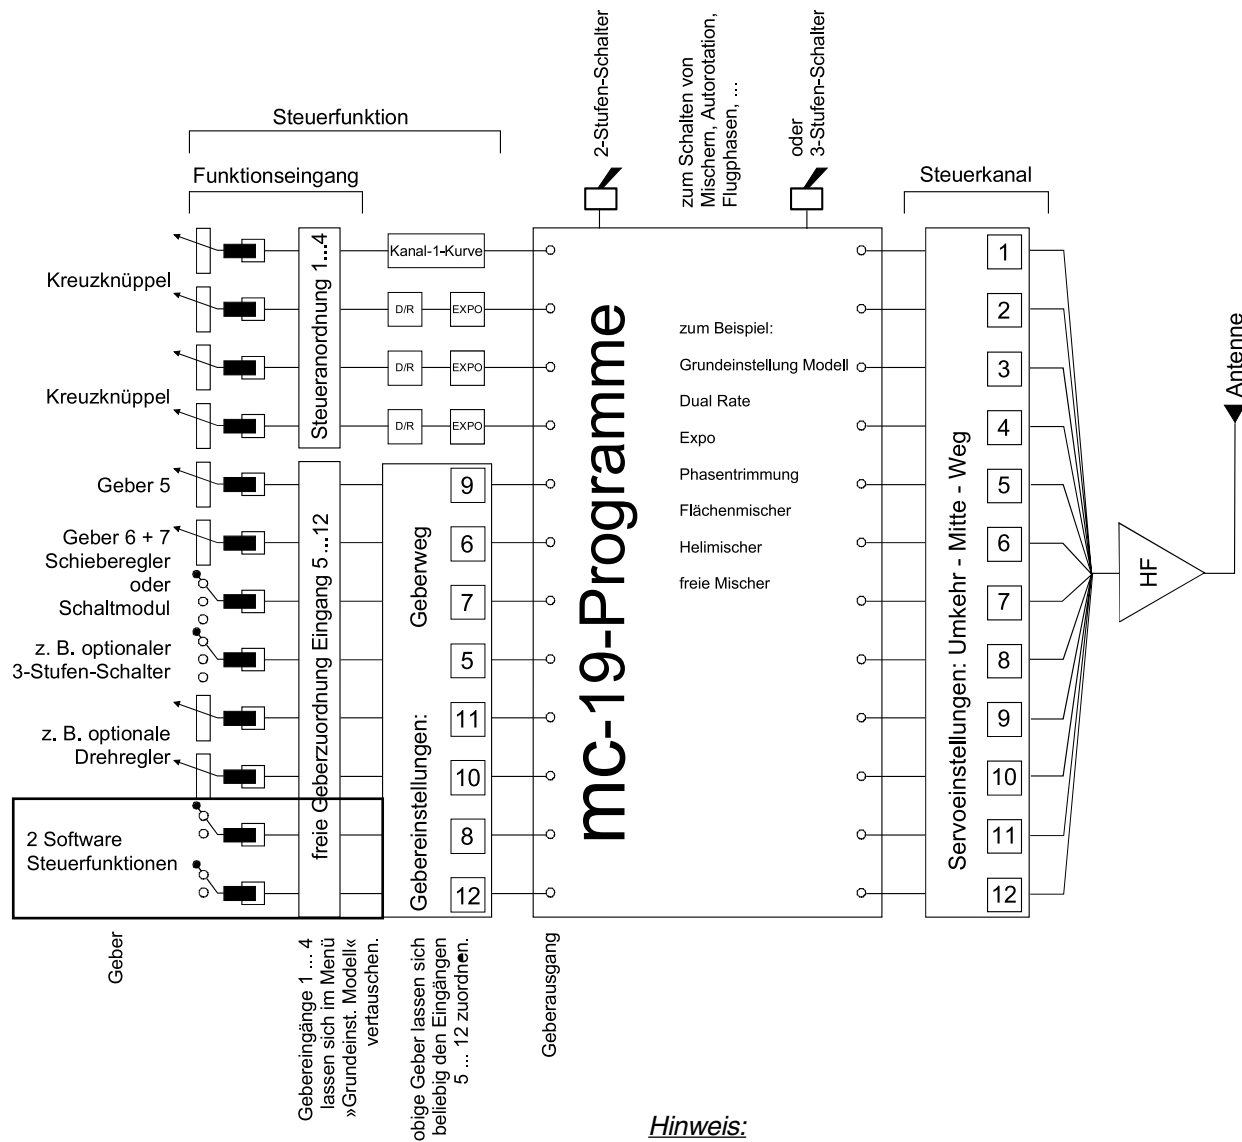 Steuerfunktion
Funktionseingang
2-Stufen-Schalter
zum Schalten von
Mischern, Autorotation,
Flugphasen, ...
oder
3-Stufen-Schalter
Steuerkanal
Kreuzknüppel
Kreuzknüppel
Geber 5
Geber 6 + 7
Schieberegler
oder
Schaltmodul
z. B. optionaler
3-Stufen-Schalter
z. B. optionale
Drehregler
2 Software
Steuerfunktionen
Geber
Steueranordnung 1...4
freie Geberzuordnung Eingang 5 ...12
Kanal-1-Kurve
D/R
EXPO
D/R
EXPO
D/R
EXPO
Gebereinstellungen:
Geberweg
9
6
7
5
11
10
8
12
mc-19-Programme
zum Beispiel:
Grundeinstellung Modell
Dual Rate
Expo
Phasentrimmung
Flächenmischer
Helimischer
freie Mischer
Servoeinstellungen: Umkehr - Mitte - Weg
1
2
3
4
5
6
7
8
9
10
11
12
HF
Antenne
Gebereingänge 1 ... 4
lassen sich im Menü
»Grundeinst. Modell«
vertauschen.
obige Geber lassen sich
beliebig den Eingängen
5 ... 12 zuordnen.
Geberausgang
Hinweis: